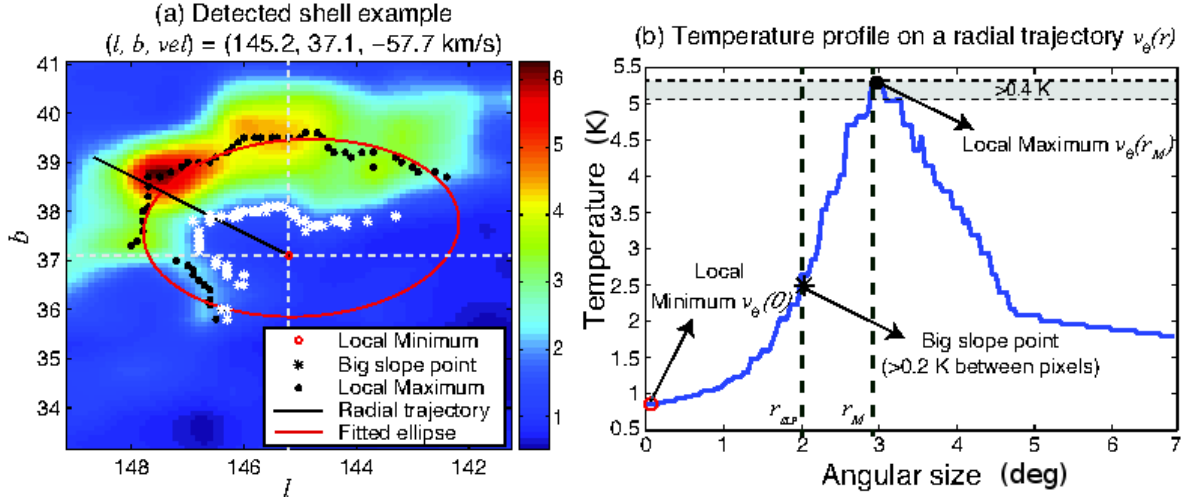 (a) Detected shell example
(l, b, vel) = (145.2, 37.1, −57.7 km/s)
41
40
39
38
37
36
35
34
b
148
146
144
142
l
6
5
4
3
2
1
Local Minimum
Big slope point
Local Maximum
Radial trajectory
Fitted ellipse
(b) Temperature profile on a radial trajectory vθ(r)
5.5
5
4.5
4
3.5
3
2.5
2
1.5
1
0.5
Temperature (K)
>0.4 K
Local Maximum vθ(rM)
Local
Minimum vθ(0)
Big slope point
(>0.2 K between pixels)
rM
0
1
2
3
4
5
6
7
Angular size (deg)